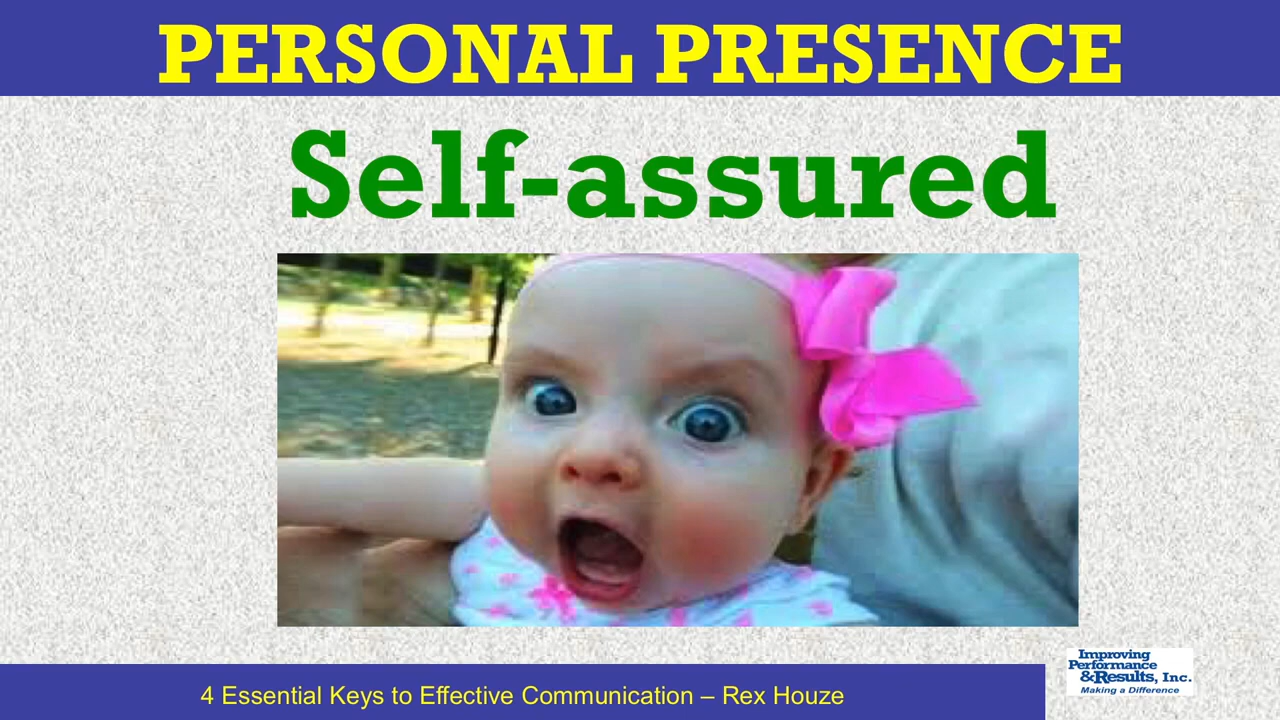 PERSONAL PRESENCE
Self-assured
4 Essential Keys to Effective Communication – Rex Houze
Improving
Performance
&Results, Inc.
Making a Difference